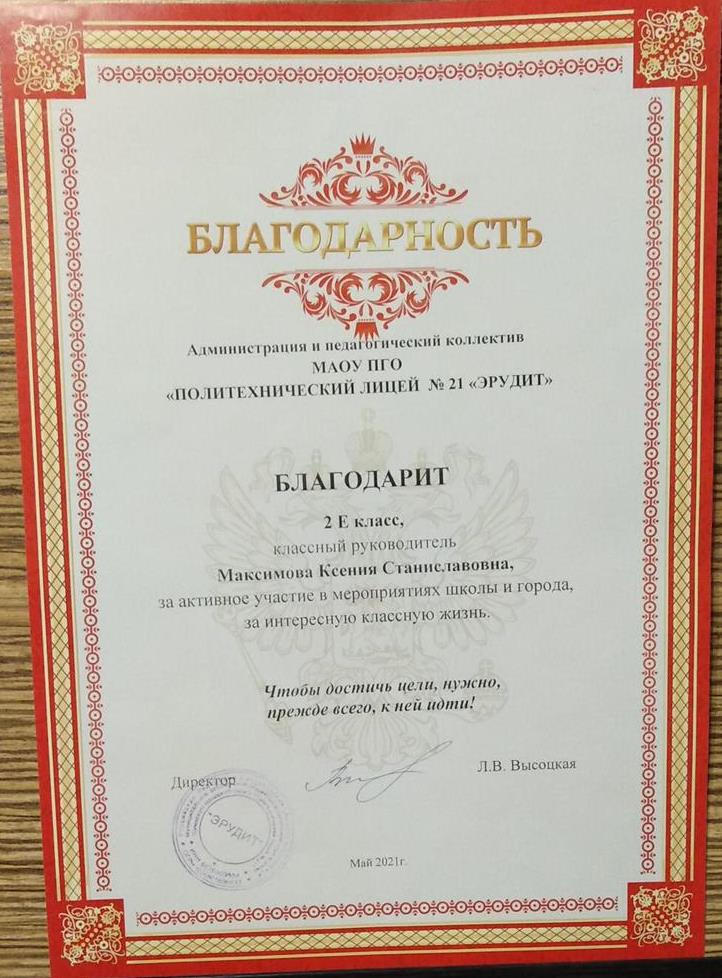 БЛАГОДАРНОСТЬ
Администрация и педагогический коллектив
МАОУ ПГО
«ПОЛИТЕХНИЧЕСКИЙ ЛИЦЕЙ № 21 «ЭРУДИТ»
БЛАГОДАРИТ
2 Е класс,
классный руководитель
Максимова Ксения Станиславовна,
за активное участие в мероприятиях школы и города,
за интересную классную жизнь.
Чтобы достичь цели, нужно,
прежде всего, к ней идти!
Директор
Л.В. Высоцкая
"ЭРУДИТ"
Май 2021г.